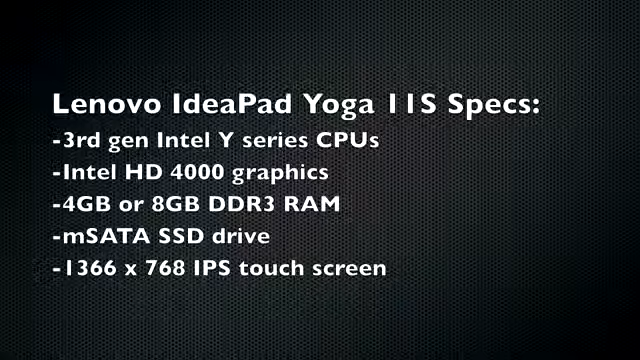 Lenovo IdeaPad Yoga 11S Specs:
-3rd gen Intel Y series CPUs
-Intel HD 4000 graphics
-4GB or 8GB DDR3 RAM
-mSATA SSD drive
-1366 x 768 IPS touch screen